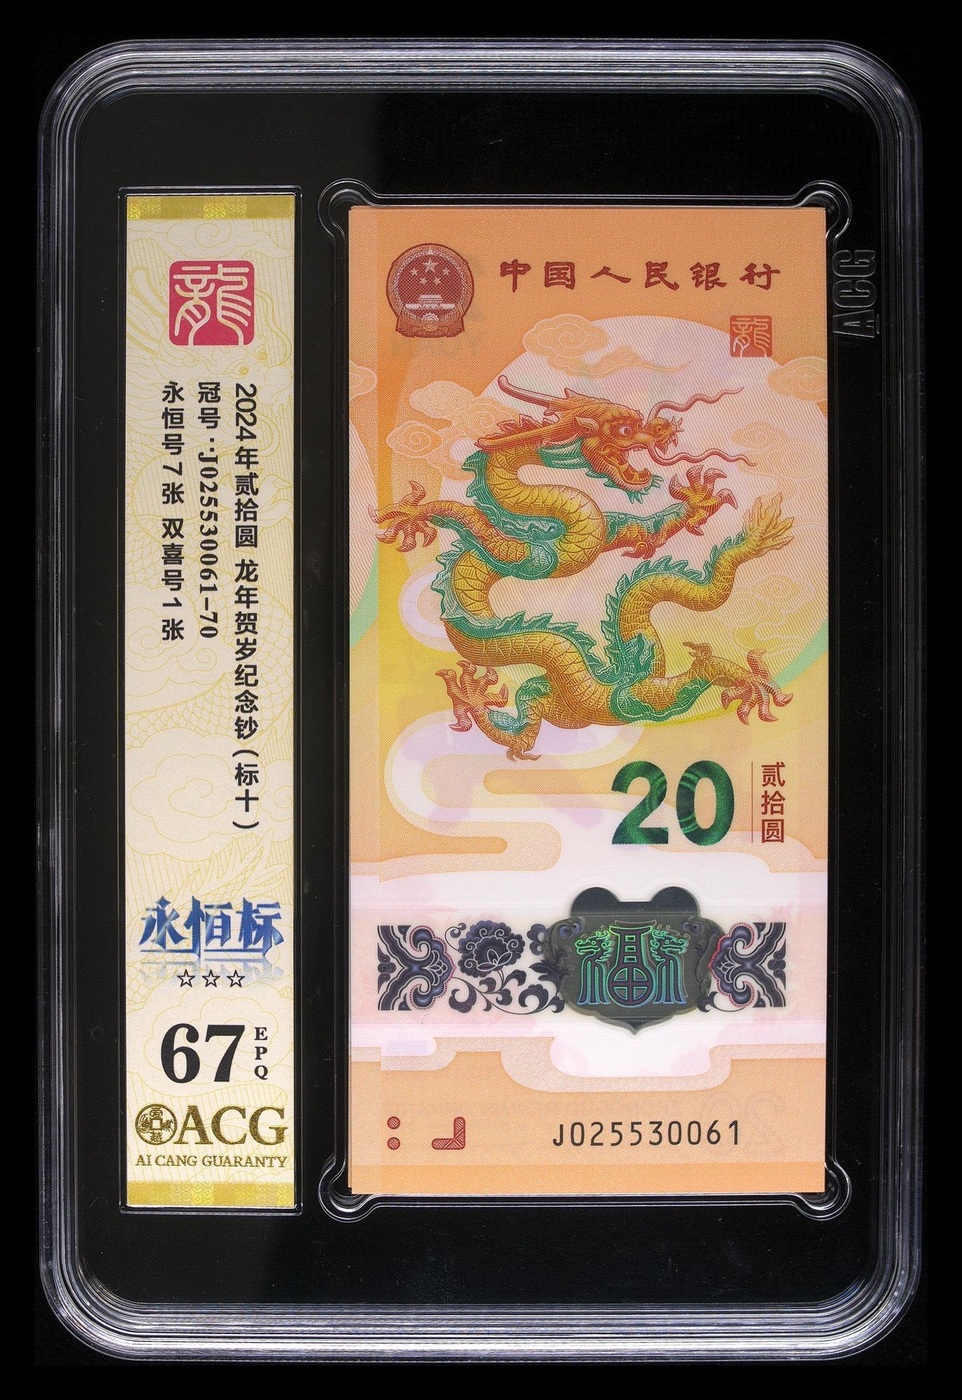 龍
2024年贰拾圆 龙年贺岁纪念钞(标十)
冠号:J025530061-70
永恒号7张 双喜号1张
永恒标
☆☆☆
67
EPQ
ACG
AI CANG GUARANTY
中国人民银行
龍
20
贰拾圆
J025530061
ACG